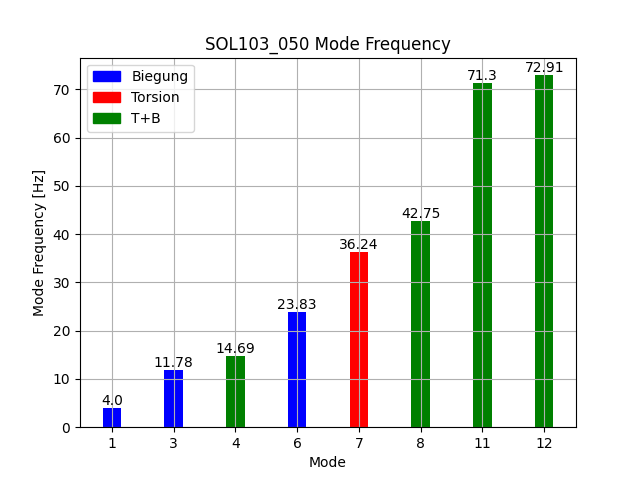 SOL103_050 Mode Frequency
Biegung
Torsion
T+B
Mode Frequency [Hz]
70
60
50
40
30
20
10
0
4.0
11.78
14.69
23.83
36.24
42.75
71.3
72.91
1 3 4 6 7 8 11 12
Mode